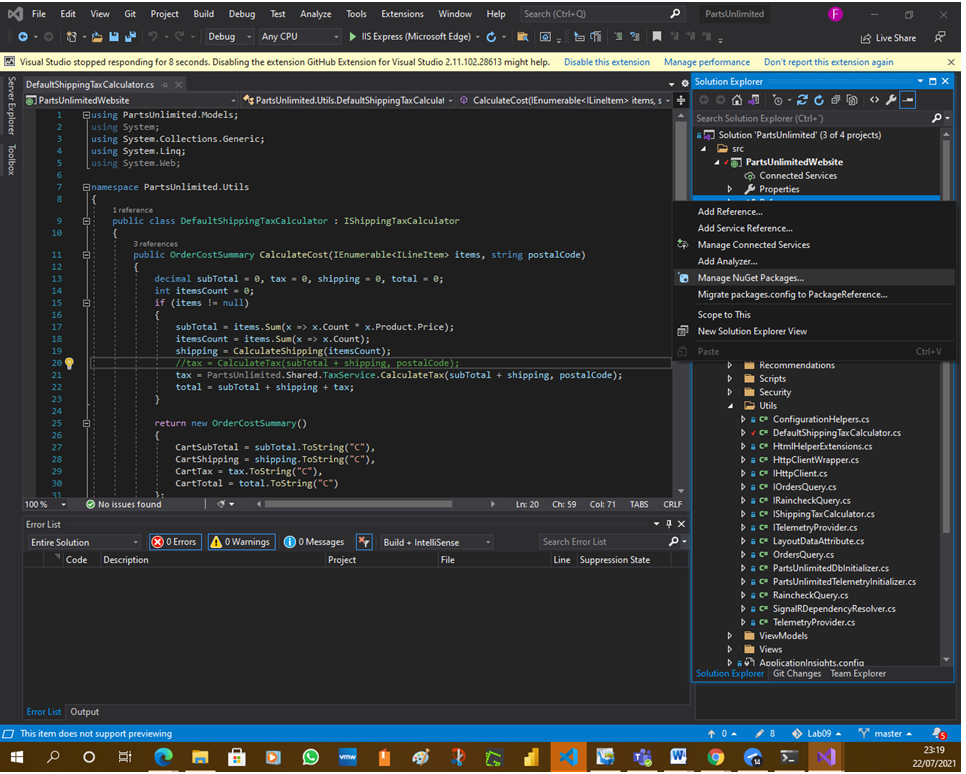 File Edit View Git Project Build Debug Test Analyze Tools Extensions Window Help Search (Ctrl+Q) PartsUnlimited F
Debug Any CPU IIS Express (Microsoft Edge) Live Share
Visual Studio stopped responding for 8 seconds. Disabling the extension GitHub Extension for Visual Studio 2.11.102.28613 might help. Disable this extension Manage performance Don't report this extension again
Server Explorer
Toolbox
DefaultShippingTaxCalculator.cs
PartsUnlimitedWebsite PartsUnlimited.Utils.DefaultShippingTaxCalculat CalculateCost(IEnumerable<ILineItem> items, s
1 using PartsUnlimited.Models;
2 using System;
3 using System.Collections.Generic;
4 using System.Linq;
5 using System.Web;
6
7 namespace PartsUnlimited.Utils
8 {
1 reference
9 public class DefaultShippingTaxCalculator : IShippingTaxCalculator
10 {
3 references
11 public OrderCostSummary CalculateCost(IEnumerable<ILineItem> items, string postalCode)
12 {
13 decimal subTotal = 0, tax = 0, shipping = 0, total = 0;
14 int itemsCount = 0;
15 if (items != null)
16 {
17 subTotal = items.Sum(x => x.Count * x.Product.Price);
18 itemsCount = items.Sum(x => x.Count);
19 shipping = CalculateShipping(itemsCount);
20 //tax = CalculateTax(subTotal + shipping, postalCode);
21 tax = PartsUnlimited.Shared.TaxService.CalculateTax(subTotal + shipping, postalCode);
22 total = subTotal + shipping + tax;
23 }
24
25 return new OrderCostSummary()
26 {
27 CartSubTotal = subTotal.ToString("C"),
28 CartShipping = shipping.ToString("C"),
29 CartTax = tax.ToString("C"),
30 CartTotal = total.ToString("C")
31 };
100 % No issues found Ln: 20 Ch: 59 Col: 71 TABS CRLF
Error List
Entire Solution 0 Errors 0 Warnings 0 Messages Build + IntelliSense Search Error List
Code Description Project File Line Suppression State
Error List Output
Solution Explorer
Search Solution Explorer (Ctrl+')
Solution 'PartsUnlimited' (3 of 4 projects)
src
PartsUnlimitedWebsite
Connected Services
Properties
Add Reference...
Add Service Reference...
Manage Connected Services
Add Analyzer...
Manage NuGet Packages...
Migrate packages.config to PackageReference...
Scope to This
New Solution Explorer View
Paste Ctrl+V
Recommendations
Scripts
Security
Utils
C# ConfigurationHelpers.cs
C# DefaultShippingTaxCalculator.cs
C# HtmlHelperExtensions.cs
C# HttpClientWrapper.cs
C# IHttpClient.cs
C# IOrdersQuery.cs
C# IRaincheckQuery.cs
C# IShippingTaxCalculator.cs
C# ITelemetryProvider.cs
C# LayoutDataAttribute.cs
C# OrdersQuery.cs
C# PartsUnlimitedDbInitializer.cs
C# PartsUnlimitedTelemetryInitializer.cs
C# RaincheckQuery.cs
C# SignalRDependencyResolver.cs
C# TelemetryProvider.cs
ViewModels
Views
ApplicationInsights.config
Solution Explorer Git Changes Team Explorer
This item does not support previewing 0 8 Lab09 master 5
vmw 14 23:19
22/07/2021